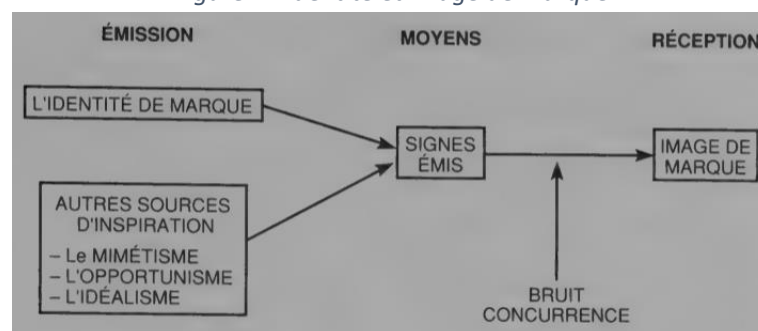 ÉMISSION
MOYENS
RÉCEPTION
L'IDENTITÉ DE MARQUE
SIGNES
ÉMIS
IMAGE DE
MARQUE
AUTRES SOURCES
D'INSPIRATION
– Le MIMÉTISME
– L'OPPORTUNISME
– L'IDÉALISME
BRUIT
CONCURRENCE